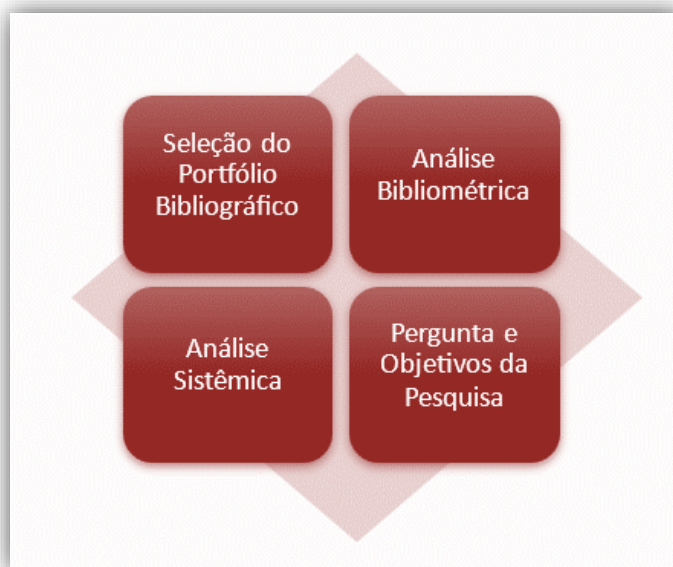 Seleção do
Portfólio
Bibliográfico
Análise
Bibliométrica
Análise
Sistêmica
Pergunta e
Objetivos da
Pesquisa